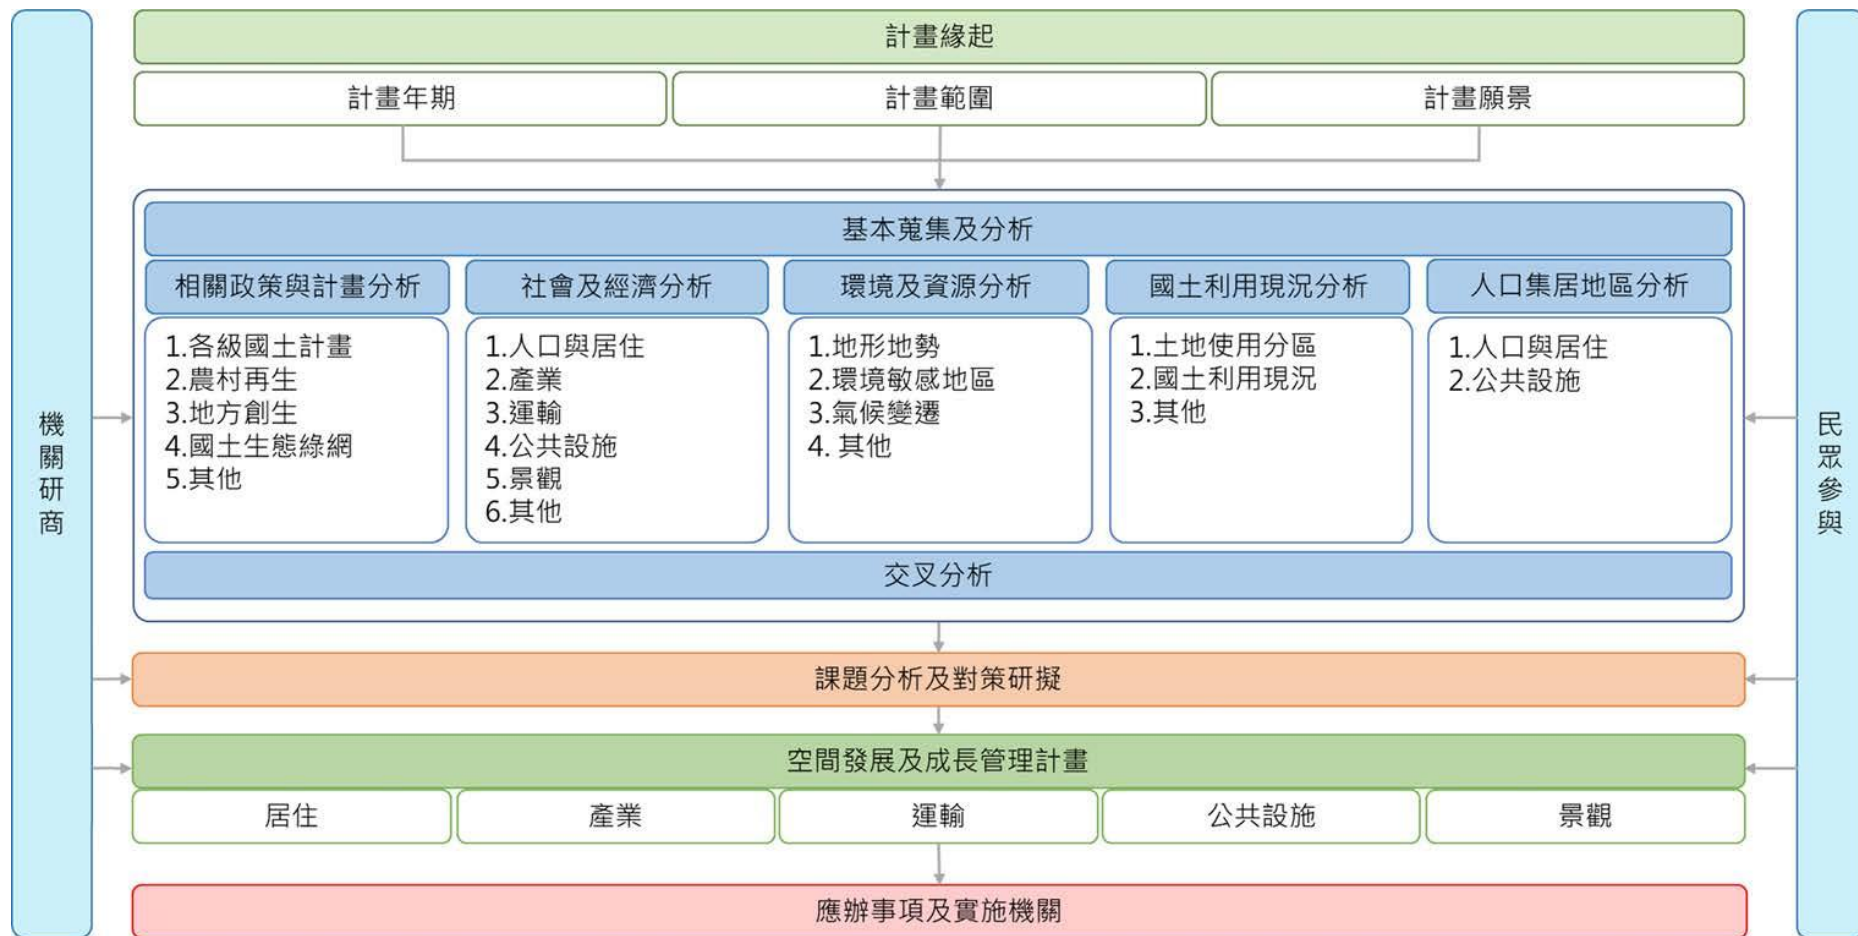 計畫緣起
計畫年期
計畫範圍
計畫願景
機關研商
民眾參與
基本蒐集及分析
相關政策與計畫分析
1.各級國土計畫
2.農村再生
3.地方創生
4.國土生態綠網
5.其他
社會及經濟分析
1.人口與居住
2.產業
3.運輸
4.公共設施
5.景觀
6.其他
環境及資源分析
1.地形地勢
2.環境敏感地區
3.氣候變遷
4. 其他
國土利用現況分析
1.土地使用分區
2.國土利用現況
3.其他
人口集居地區分析
1.人口與居住
2.公共設施
交叉分析
課題分析及對策研擬
空間發展及成長管理計畫
居住
產業
運輸
公共設施
景觀
應辦事項及實施機關